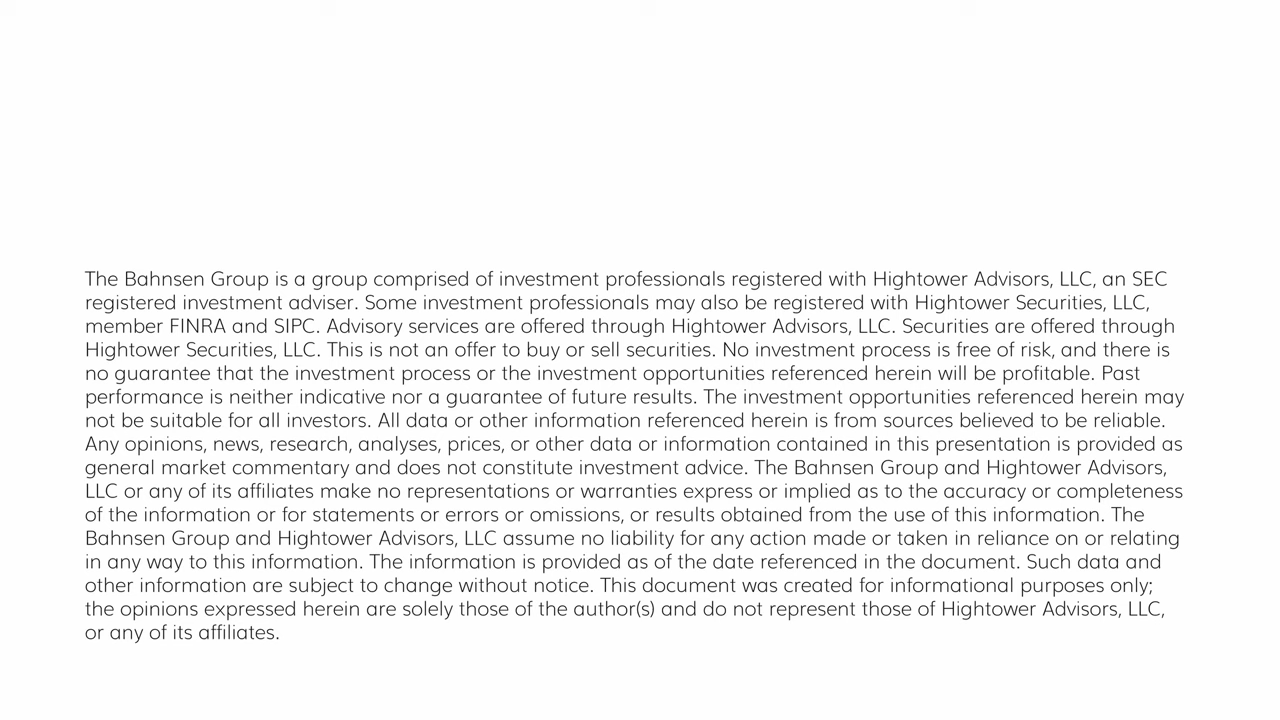 The Bahnsen Group is a group comprised of investment professionals registered with Hightower Advisors, LLC, an SEC
registered investment adviser. Some investment professionals may also be registered with Hightower Securities, LLC,
member FINRA and SIPC. Advisory services are offered through Hightower Advisors, LLC. Securities are offered through
Hightower Securities, LLC. This is not an offer to buy or sell securities. No investment process is free of risk, and there is
no guarantee that the investment process or the investment opportunities referenced herein will be profitable. Past
performance is neither indicative nor a guarantee of future results. The investment opportunities referenced herein may
not be suitable for all investors. All data or other information referenced herein is from sources believed to be reliable.
Any opinions, news, research, analyses, prices, or other data or information contained in this presentation is provided as
general market commentary and does not constitute investment advice. The Bahnsen Group and Hightower Advisors,
LLC or any of its affiliates make no representations or warranties express or implied as to the accuracy or completeness
of the information or for statements or errors or omissions, or results obtained from the use of this information. The
Bahnsen Group and Hightower Advisors, LLC assume no liability for any action made or taken in reliance on or relating
in any way to this information. The information is provided as of the date referenced in the document. Such data and
other information are subject to change without notice. This document was created for informational purposes only;
the opinions expressed herein are solely those of the author(s) and do not represent those of Hightower Advisors, LLC,
or any of its affiliates.